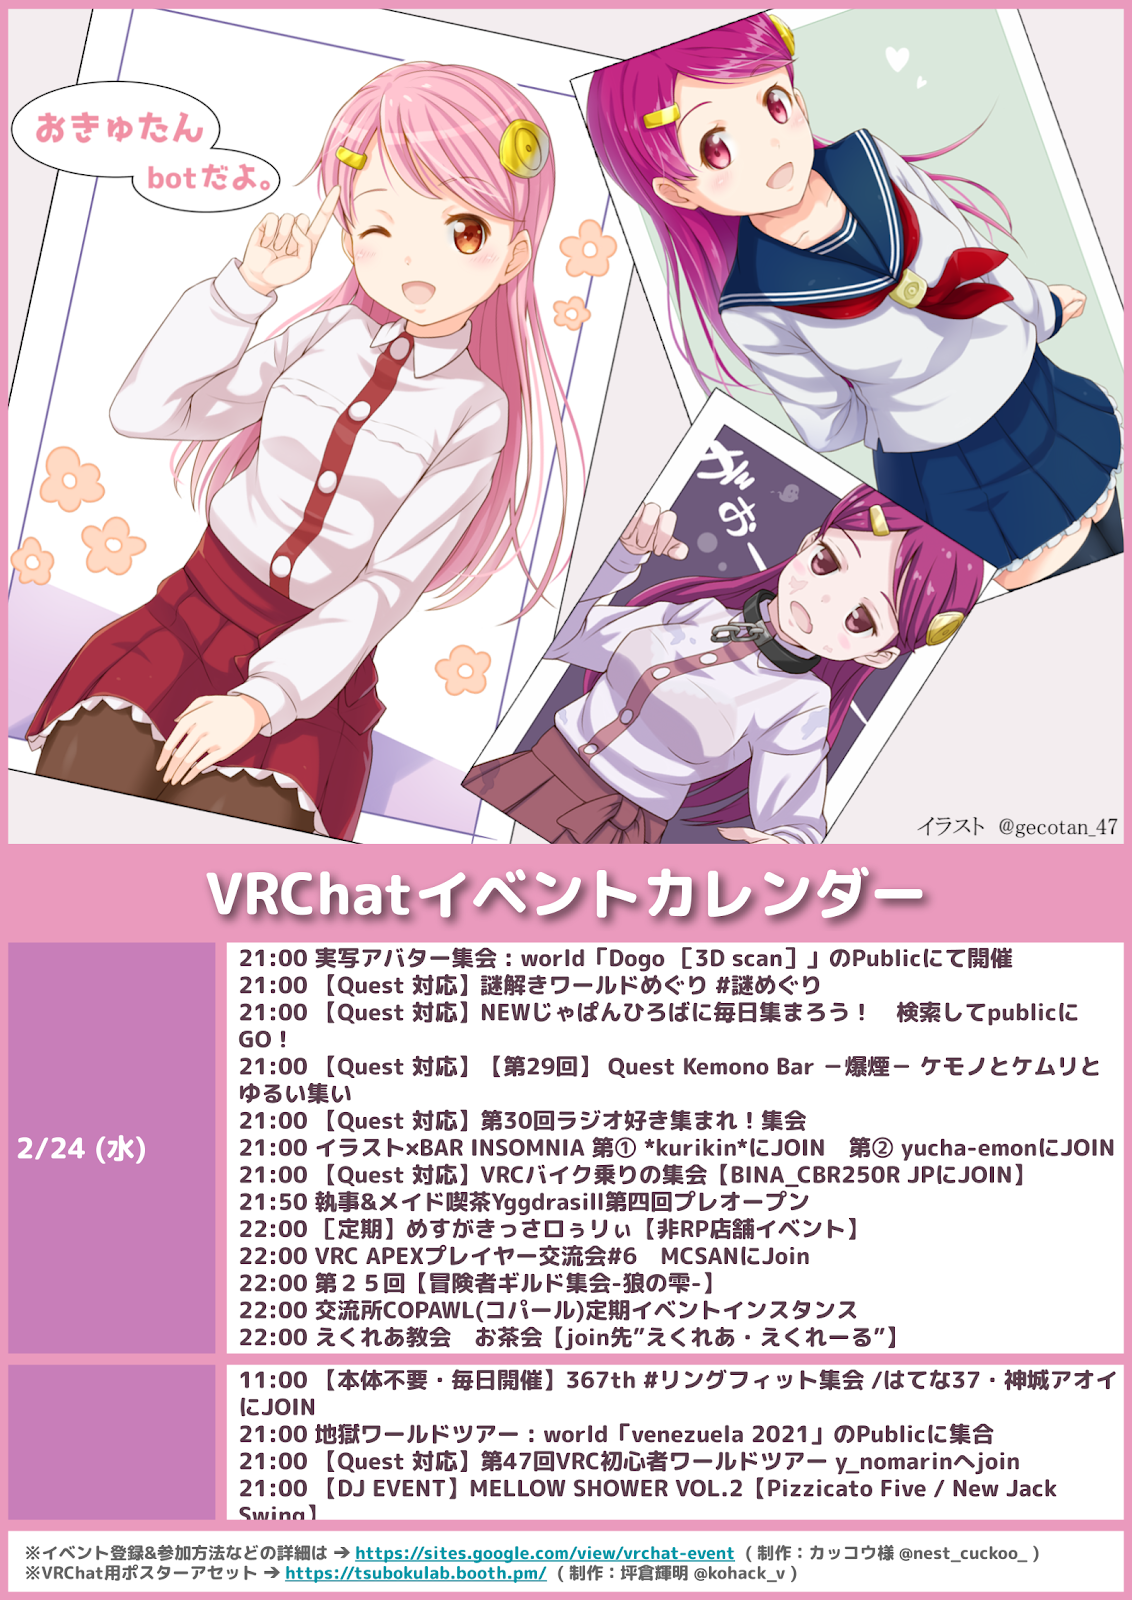 おきゅたん
botだよ。
がおー
イラスト @gecotan_47
VRChatイベントカレンダー
2/24 (水)
21:00 実写アバター集会：world「Dogo ［3D scan］」のPublicにて開催
21:00 【Quest 対応】謎解きワールドめぐり #謎めぐり
21:00 【Quest 対応】NEWじゃぱんひろばに毎日集まろう！　検索してpublicに
GO！
21:00 【Quest 対応】【第29回】 Quest Kemono Bar －爆煙－ ケモノとケムリと
ゆるい集い
21:00 【Quest 対応】第30回ラジオ好き集まれ！集会
21:00 イラスト×BAR INSOMNIA 第① *kurikin*にJOIN　第② yucha-emonにJOIN
21:00 【Quest 対応】VRCバイク乗りの集会【BINA_CBR250R JPにJOIN】
21:50 執事&メイド喫茶Yggdrasill第四回プレオープン
22:00 ［定期］めすがきっさロぅリぃ【非RP店舗イベント】
22:00 VRC APEXプレイヤー交流会#6　MCSANにJoin
22:00 第２５回【冒険者ギルド集会-狼の雫-】
22:00 交流所COPAWL(コパール)定期イベントインスタンス
22:00 えくれあ教会　お茶会【join先”えくれあ・えくれーる”】
11:00 【本体不要・毎日開催】367th #リングフィット集会 /はてな37・神城アオイ
にJOIN
21:00 地獄ワールドツアー：world「venezuela 2021」のPublicに集合
21:00 【Quest 対応】第47回VRC初心者ワールドツアー y_nomarinへjoin
21:00 【DJ EVENT】MELLOW SHOWER VOL.2【Pizzicato Five / New Jack
Swing】
※イベント登録&参加方法などの詳細は ➔ https://sites.google.com/view/vrchat-event ( 制作：カッコウ様 @nest_cuckoo_ )
※VRChat用ポスターアセット ➔ https://tsubokulab.booth.pm/ ( 制作：坪倉輝明 @kohack_v )